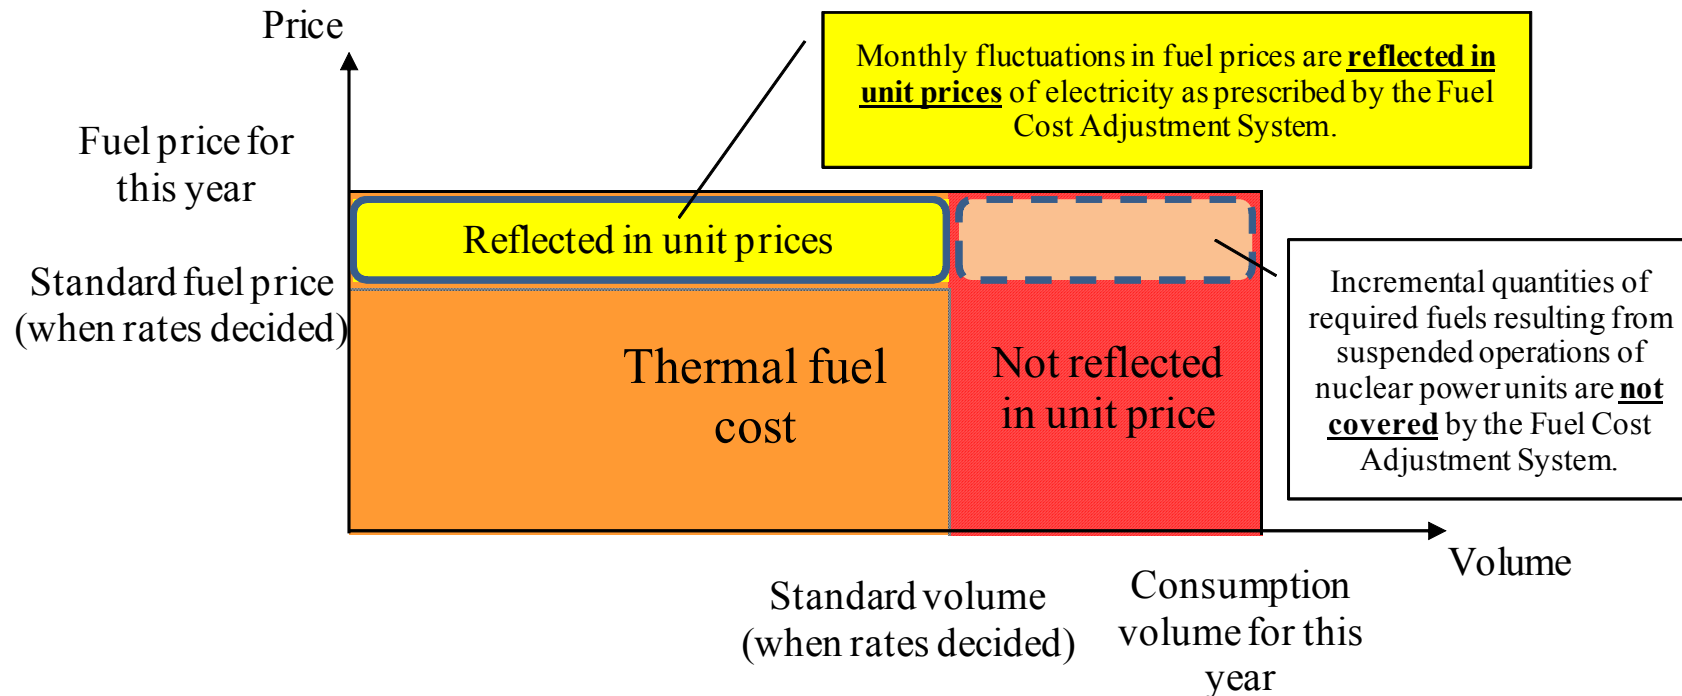 Price
Monthly fluctuations in fuel prices are reflected in
unit prices of electricity as prescribed by the Fuel
Cost Adjustment System.
Fuel price for
this year
Reflected in unit prices
Standard fuel price
(when rates decided)
Incremental quantities of
required fuels resulting from
suspended operations of
nuclear power units are not
covered by the Fuel Cost
Adjustment System.
Thermal fuel
cost
Not reflected
in unit price
Volume
Standard volume
(when rates decided)
Consumption
volume for this
year